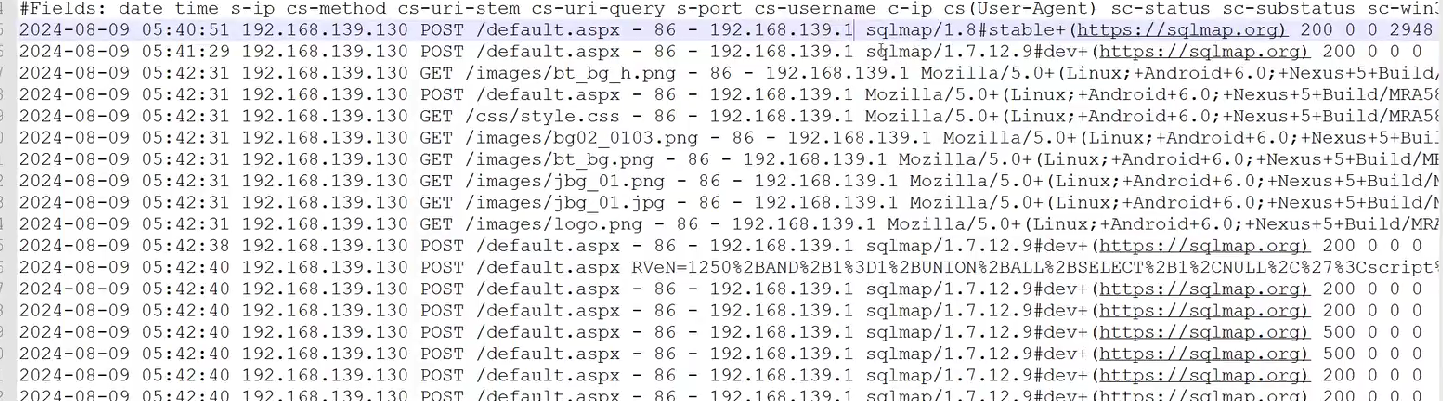 #Fields: date time s-ip cs-method cs-uri-stem cs-uri-query s-port cs-username c-ip cs(User-Agent) sc-status sc-substatus sc-win
2024-08-09 05:40:51 192.168.139.130 POST /default.aspx - 86 - 192.168.139.1 sqlmap/1.8#stable+(https://sqlmap.org) 200 0 0 2948
2024-08-09 05:41:29 192.168.139.130 POST /default.aspx - 86 - 192.168.139.1 sqlmap/1.7.12.9#dev+(https://sqlmap.org) 200 0 0
2024-08-09 05:42:31 192.168.139.130 GET /images/bt_bg_h.png - 86 - 192.168.139.1 Mozilla/5.0+(Linux;+Android+6.0;+Nexus+5+Build/
2024-08-09 05:42:31 192.168.139.130 POST /default.aspx - 86 - 192.168.139.1 Mozilla/5.0+(Linux;+Android+6.0;+Nexus+5+Build/MRA58
2024-08-09 05:42:31 192.168.139.130 GET /css/style.css - 86 - 192.168.139.1 Mozilla/5.0+(Linux;+Android+6.0;+Nexus+5+Build/MRA58
2024-08-09 05:42:31 192.168.139.130 GET /images/bg02_0103.png - 86 - 192.168.139.1 Mozilla/5.0+(Linux;+Android+6.0;+Nexus+5+Buil
2024-08-09 05:42:31 192.168.139.130 GET /images/bt_bg.png - 86 - 192.168.139.1 Mozilla/5.0+(Linux;+Android+6.0;+Nexus+5+Build/MR
2024-08-09 05:42:31 192.168.139.130 GET /images/jbg_01.png - 86 - 192.168.139.1 Mozilla/5.0+(Linux;+Android+6.0;+Nexus+5+Build/M
2024-08-09 05:42:31 192.168.139.130 GET /images/jbg_01.jpg - 86 - 192.168.139.1 Mozilla/5.0+(Linux;+Android+6.0;+Nexus+5+Build/M
2024-08-09 05:42:31 192.168.139.130 GET /images/logo.png - 86 - 192.168.139.1 Mozilla/5.0+(Linux;+Android+6.0;+Nexus+5+Build/MRA
2024-08-09 05:42:38 192.168.139.130 POST /default.aspx - 86 - 192.168.139.1 sqlmap/1.7.12.9#dev+(https://sqlmap.org) 200 0 0
2024-08-09 05:42:40 192.168.139.130 POST /default.aspx RVeN=1250%2BAND%2B1%3D1%2BUNION%2BALL%2BSELECT%2B1%2CNULL%2C%27%3Cscript%
2024-08-09 05:42:40 192.168.139.130 POST /default.aspx - 86 - 192.168.139.1 sqlmap/1.7.12.9#dev+(https://sqlmap.org) 200 0 0 0
2024-08-09 05:42:40 192.168.139.130 POST /default.aspx - 86 - 192.168.139.1 sqlmap/1.7.12.9#dev+(https://sqlmap.org) 200 0 0 0
2024-08-09 05:42:40 192.168.139.130 POST /default.aspx - 86 - 192.168.139.1 sqlmap/1.7.12.9#dev+(https://sqlmap.org) 500 0 0 0
2024-08-09 05:42:40 192.168.139.130 POST /default.aspx - 86 - 192.168.139.1 sqlmap/1.7.12.9#dev+(https://sqlmap.org) 500 0 0 0
2024-08-09 05:42:40 192.168.139.130 POST /default.aspx - 86 - 192.168.139.1 sqlmap/1.7.12.9#dev+(https://sqlmap.org) 200 0 0 0
2024-08-09 05:42:40 192.168.139.130 POST /default.aspx - 86 - 192.168.139.1 sqlmap/1.7.12.9#dev+(https://sqlmap.org) 200 0 0 0